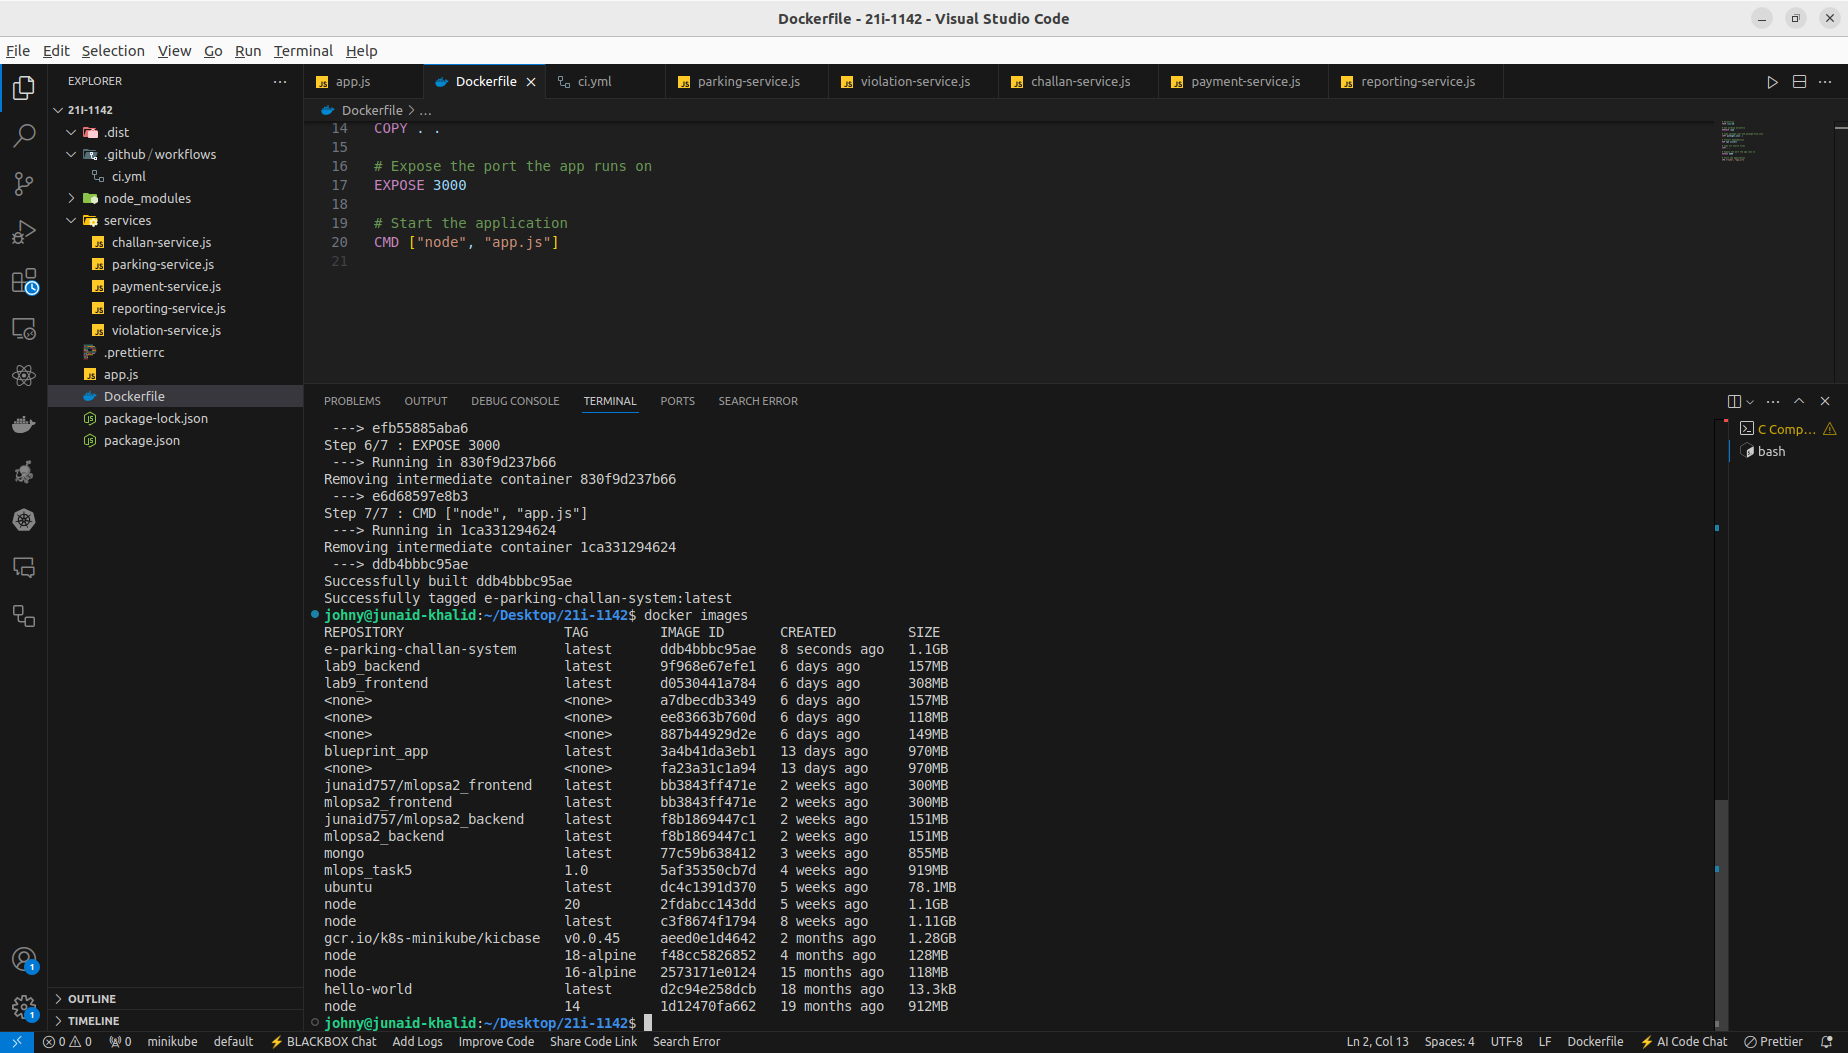 Dockerfile - 21i-1142 - Visual Studio Code
File Edit Selection View Go Run Terminal Help
EXPLORER
21I-1142
.dist
.github/workflows
ci.yml
node_modules
services
challan-service.js
parking-service.js
payment-service.js
reporting-service.js
violation-service.js
.prettierrc
app.js
Dockerfile
package-lock.json
package.json
OUTLINE
TIMELINE
app.js Dockerfile ci.yml parking-service.js violation-service.js challan-service.js payment-service.js reporting-service.js
Dockerfile > ...
14 COPY . .
15
16 # Expose the port the app runs on
17 EXPOSE 3000
18
19 # Start the application
20 CMD ["node", "app.js"]
21
PROBLEMS OUTPUT DEBUG CONSOLE TERMINAL PORTS SEARCH ERROR
C Comp...
bash
---> efb55885aba6
Step 6/7 : EXPOSE 3000
---> Running in 830f9d237b66
Removing intermediate container 830f9d237b66
---> e6d68597e8b3
Step 7/7 : CMD ["node", "app.js"]
---> Running in 1ca331294624
Removing intermediate container 1ca331294624
---> ddb4bbbc95ae
Successfully built ddb4bbbc95ae
Successfully tagged e-parking-challan-system:latest
johny@junaid-khalid:~/Desktop/21i-1142$ docker images
REPOSITORY TAG IMAGE ID CREATED SIZE
e-parking-challan-system latest ddb4bbbc95ae 8 seconds ago 1.1GB
lab9_backend latest 9f968e67efe1 6 days ago 157MB
lab9_frontend latest d0530441a784 6 days ago 308MB
<none> <none> a7dbecdb3349 6 days ago 157MB
<none> <none> ee83663b760d 6 days ago 118MB
<none> <none> 887b44929d2e 6 days ago 149MB
blueprint_app latest 3a4b41da3eb1 13 days ago 970MB
<none> <none> fa23a31c1a94 13 days ago 970MB
junaid757/mlopsa2_frontend latest bb3843ff471e 2 weeks ago 300MB
mlopsa2_frontend latest bb3843ff471e 2 weeks ago 300MB
junaid757/mlopsa2_backend latest f8b1869447c1 2 weeks ago 151MB
mlopsa2_backend latest f8b1869447c1 2 weeks ago 151MB
mongo latest 77c59b638412 3 weeks ago 855MB
mlops_task5 1.0 5af35350cb7d 4 weeks ago 919MB
ubuntu latest dc4c1391d370 5 weeks ago 78.1MB
node 20 2fdabcc143dd 5 weeks ago 1.1GB
node latest c3f8674f1794 8 weeks ago 1.11GB
gcr.io/k8s-minikube/kicbase v0.0.45 aeed0e1d4642 2 months ago 1.28GB
node 18-alpine f48cc5826852 4 months ago 128MB
node 16-alpine 2573171e0124 15 months ago 118MB
hello-world latest d2c94e258dcb 18 months ago 13.3kB
node 14 1d12470fa662 19 months ago 912MB
johny@junaid-khalid:~/Desktop/21i-1142$
0 0 0 minikube default BLACKBOX Chat Add Logs Improve Code Share Code Link Search Error Ln 2, Col 13 Spaces: 4 UTF-8 LF Dockerfile AI Code Chat Prettier